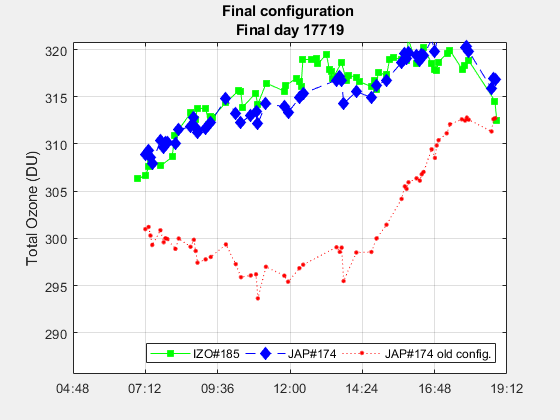 Final configuration
Final day 17719
Total Ozone (DU)
320
315
310
305
300
295
290
IZO#185
JAP#174
JAP#174 old config.
04:48
07:12
09:36
12:00
14:24
16:48
19:12